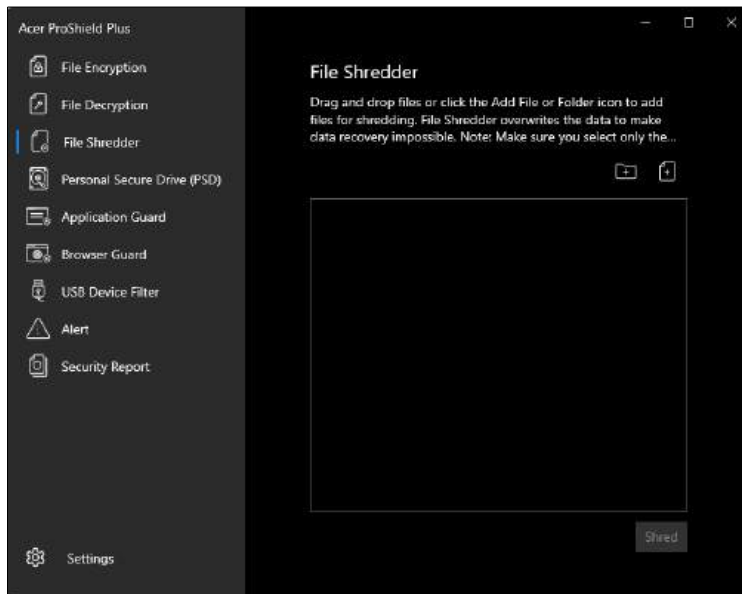 Acer ProShield Plus
File Encryption
File Decryption
File Shredder
Personal Secure Drive (PSD)
Application Guard
Browser Guard
USB Device Filter
Alert
Security Report
Settings
File Shredder
Drag and drop files or click the Add File or Folder icon to add
files for shredding. File Shredder overwrites the data to make
data recovery impossible. Note: Make sure you select only the...
Shred